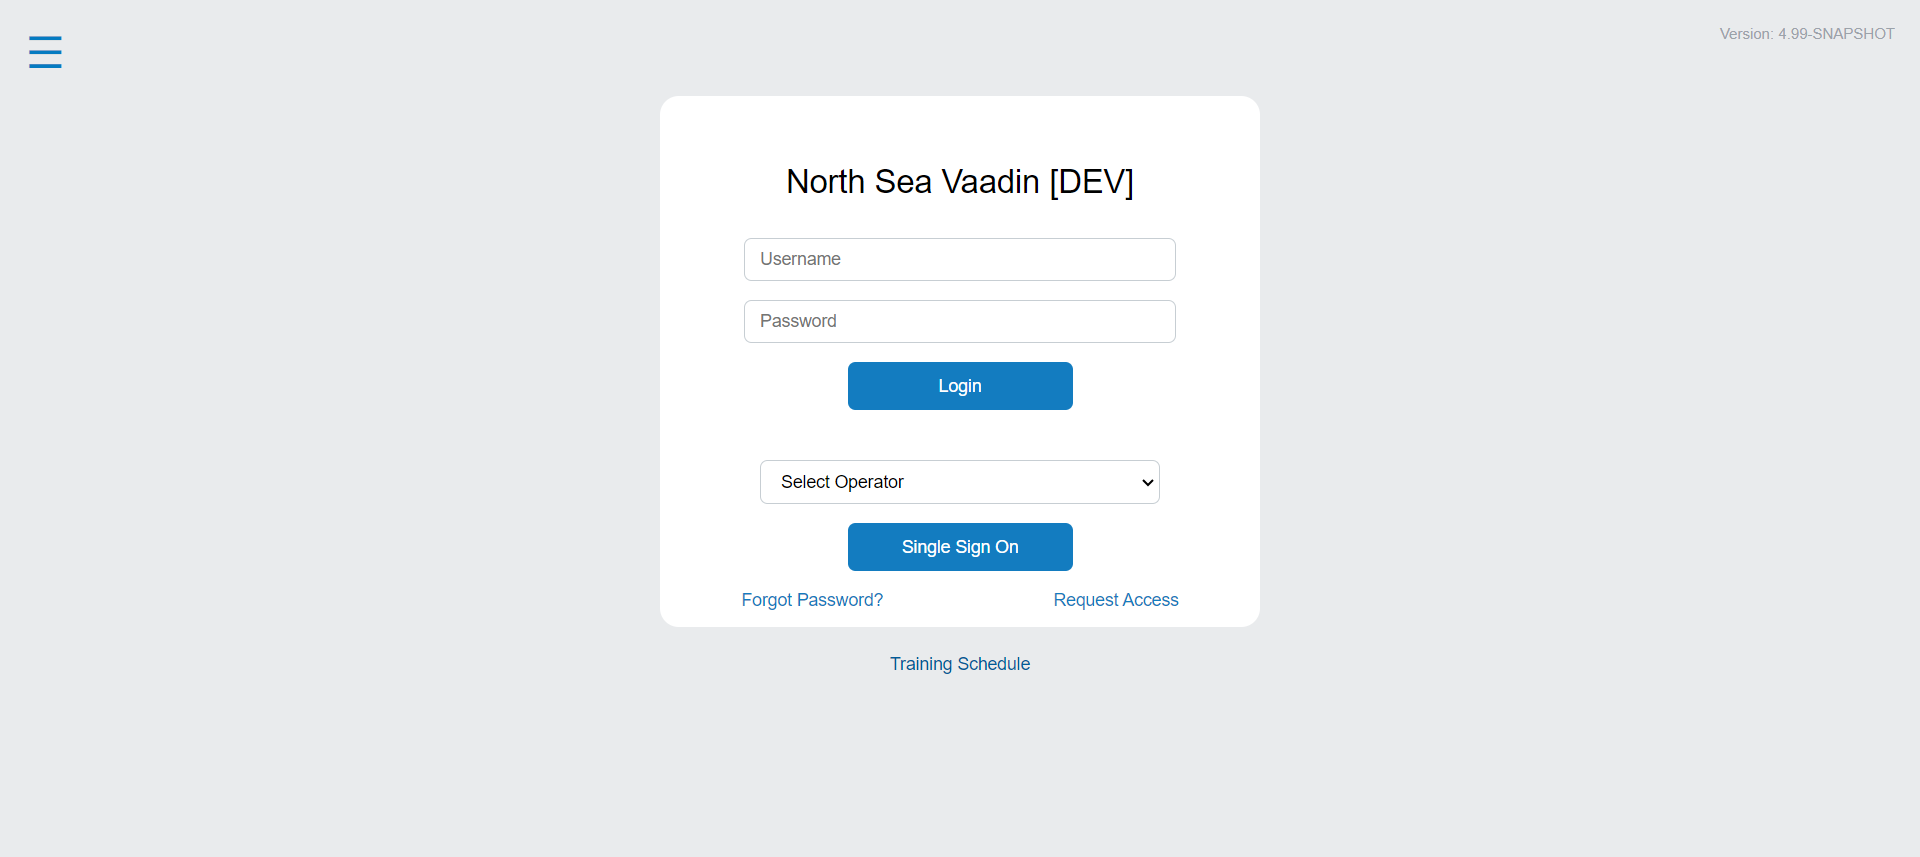 Version: 4.99-SNAPSHOT
North Sea Vaadin [DEV]
Username
Password
Login
Select Operator
Single Sign On
Forgot Password? Request Access
Training Schedule